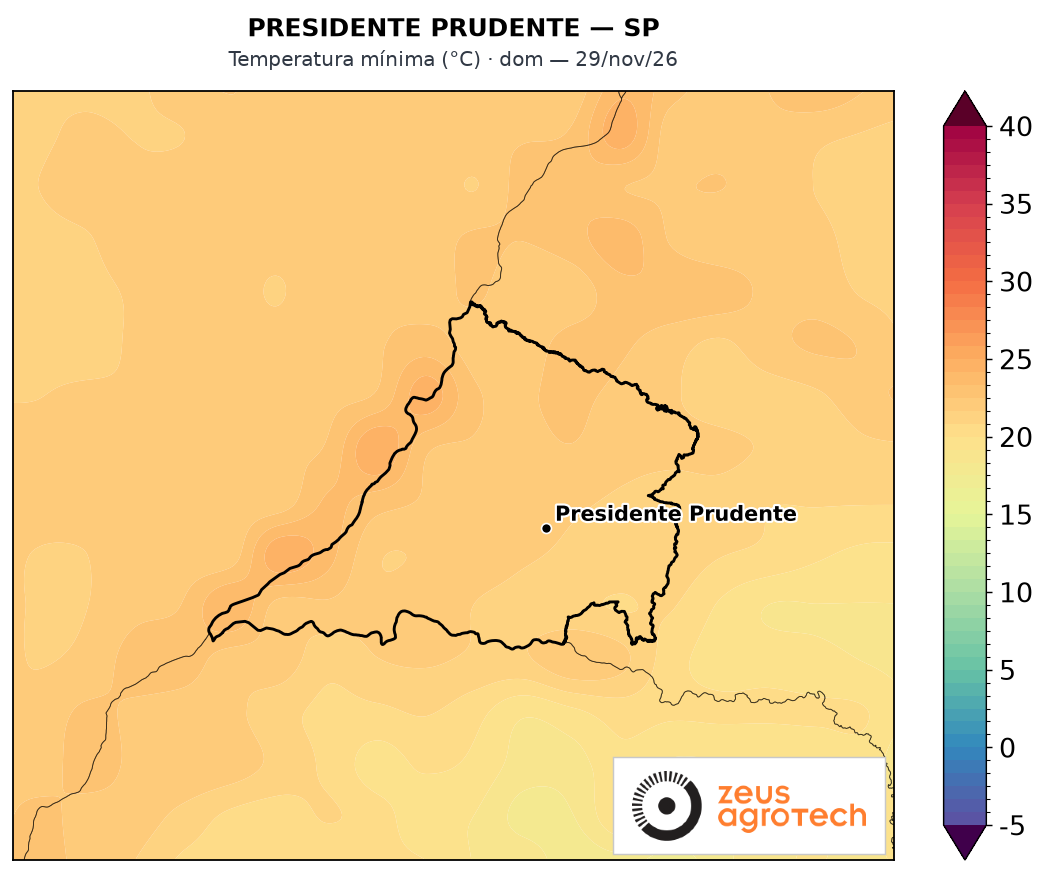 PRESIDENTE PRUDENTE — SP
Temperatura mínima (°C) · dom — 29/nov/26
40
35
30
25
20
15
10
5
0
-5
Presidente Prudente
zeus
agrotech